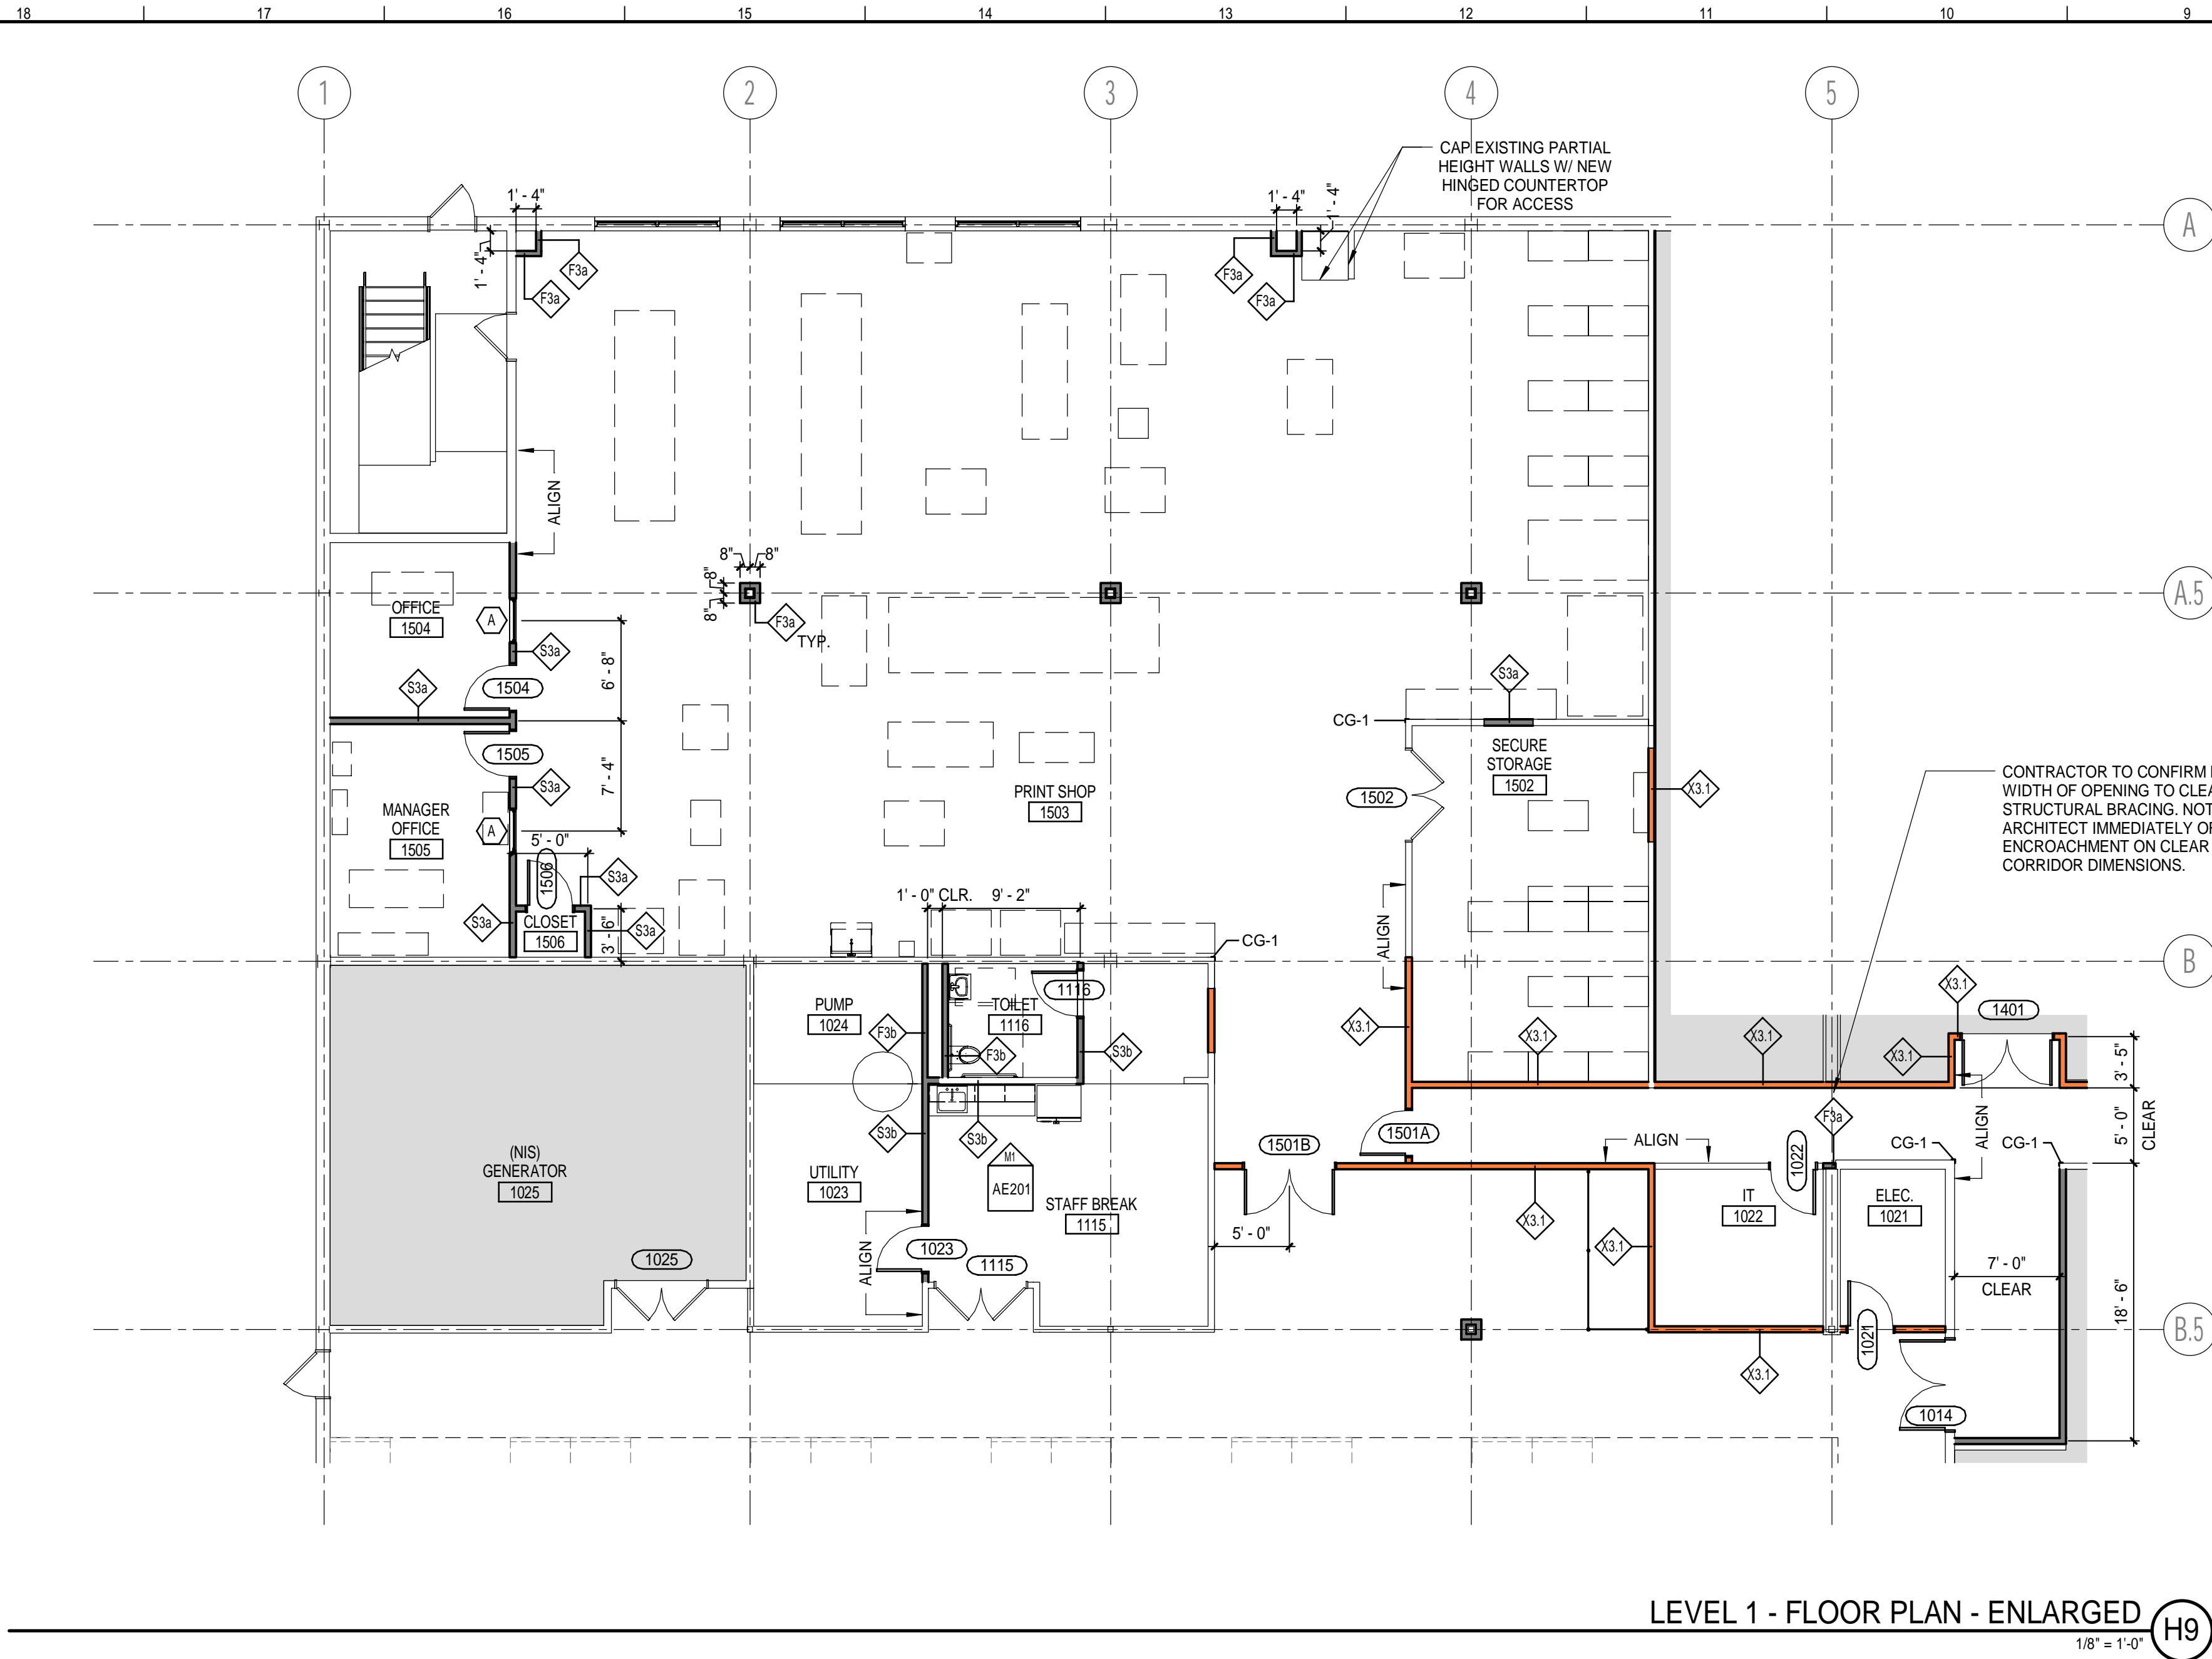 18 17 16 15 14 13 12 11 10 9
1 2 3 4 5
CAP EXISTING PARTIAL
HEIGHT WALLS W/ NEW
HINGED COUNTERTOP
FOR ACCESS
1' - 4"
1' - 4"
1' - 4"
1' - 4"
A
F3a
F3a
F3a
F3a
ALIGN
8" 8"
8"
8"
F3a
TYP.
A.5
OFFICE
1504
A
S3a
S3a
1504
6' - 8"
S3a
CG-1
SECURE
STORAGE
1502
1502
X3.1
1505
S3a
7' - 4"
MANAGER
OFFICE
1505
A
5' - 0"
PRINT SHOP
1503
CONTRACTOR TO CONFIRM
WIDTH OF OPENING TO
STRUCTURAL BRACING.
ARCHITECT IMMEDIATELY
ENCROACHMENT ON CLEAR
CORRIDOR DIMENSIONS.
1506
S3a
S3a
CLOSET
1506
S3a
3' - 6"
1' - 0" CLR.
9' - 2"
CG-1
ALIGN
B
PUMP
1024
F3b
TOILET
1116
1116
F3b
S3b
X3.1
X3.1
X3.1
X3.1
X3.1
1401
3' - 5"
F3a
5' - 0"
CLEAR
ALIGN
CG-1
CG-1
S3b
S3b
1501B
1501A
ALIGN
1022
(NIS)
GENERATOR
1025
UTILITY
1023
M1
AE201
STAFF BREAK
1115
X3.1
X3.1
IT
1022
ELEC.
1021
5' - 0"
ALIGN
1023
1115
1025
7' - 0"
CLEAR
18' - 6"
B.5
1021
X3.1
1014
LEVEL 1 - FLOOR PLAN - ENLARGED
H9
1/8" = 1'-0"